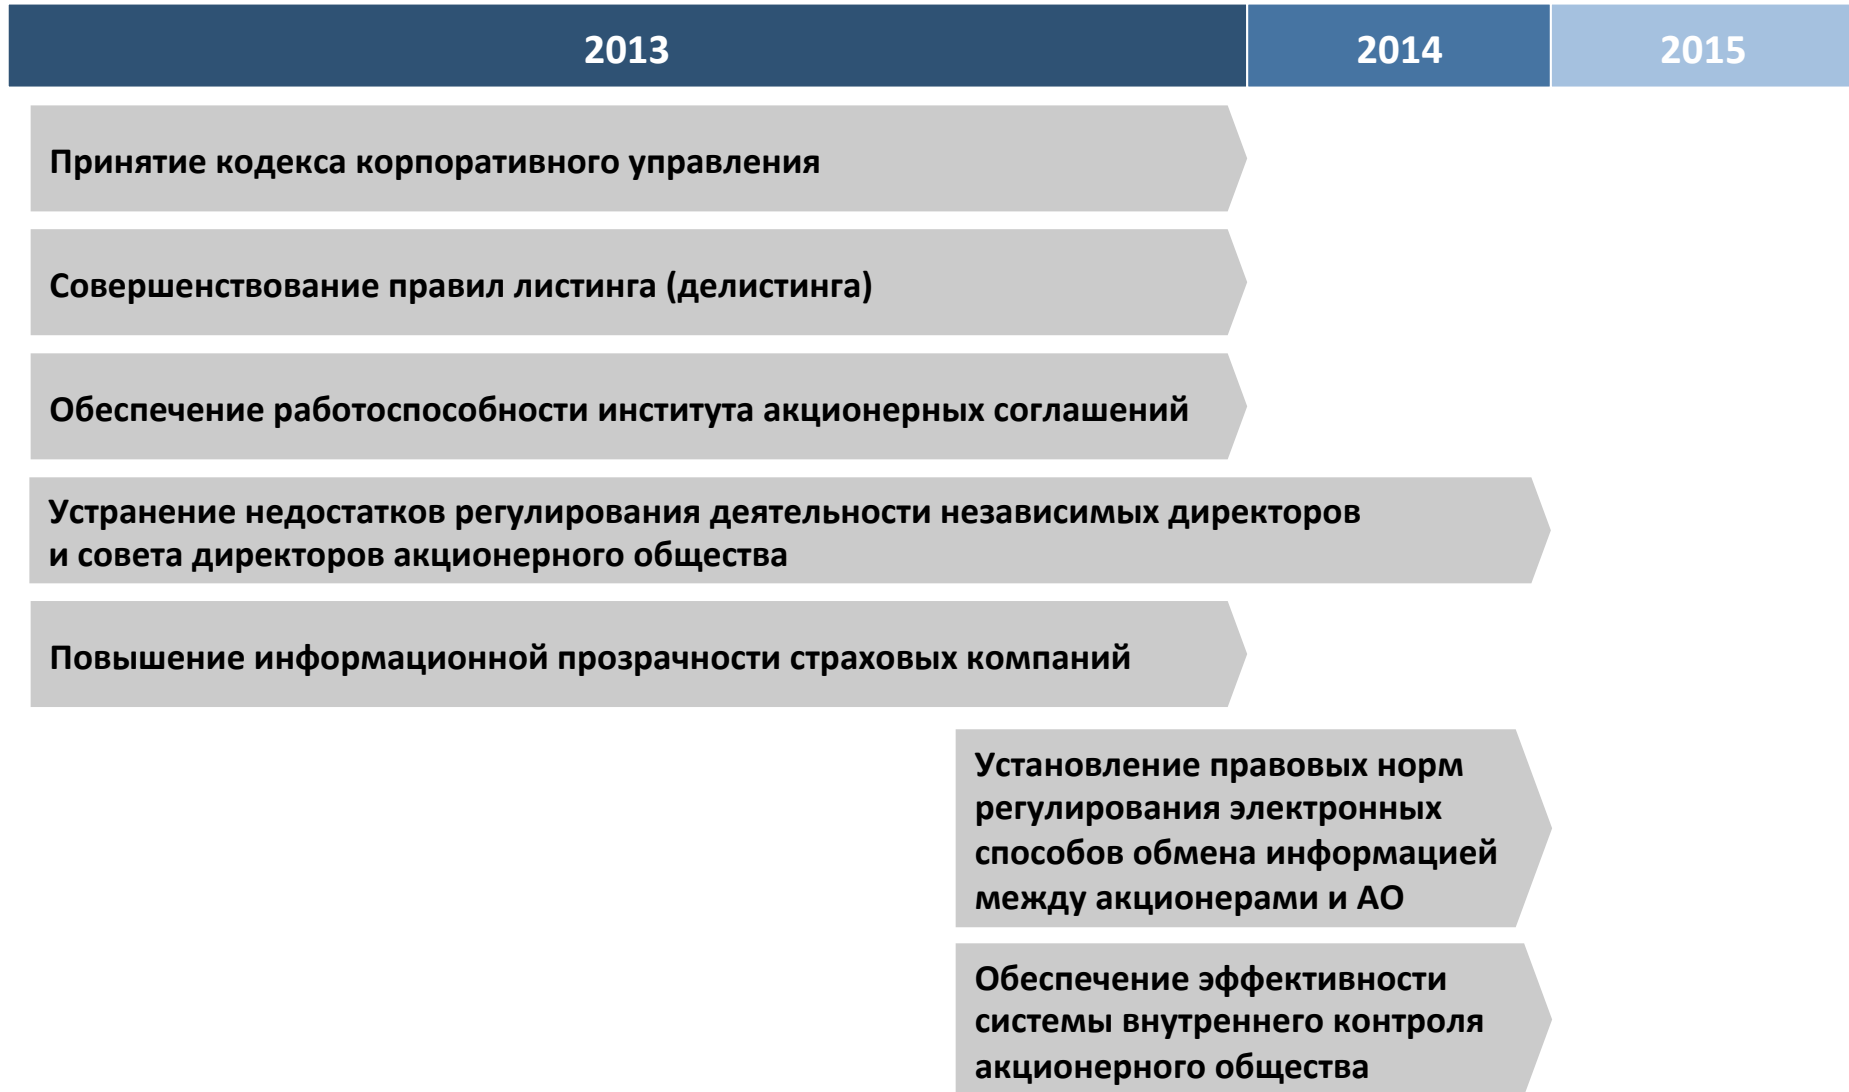 2013 2014 2015
Принятие кодекса корпоративного управления
Совершенствование правил листинга (делистинга)
Обеспечение работоспособности института акционерных соглашений
Устранение недостатков регулирования деятельности независимых директоров
и совета директоров акционерного общества
Повышение информационной прозрачности страховых компаний
Установление правовых норм
регулирования электронных
способов обмена информацией
между акционерами и АО
Обеспечение эффективности
системы внутреннего контроля
акционерного общества